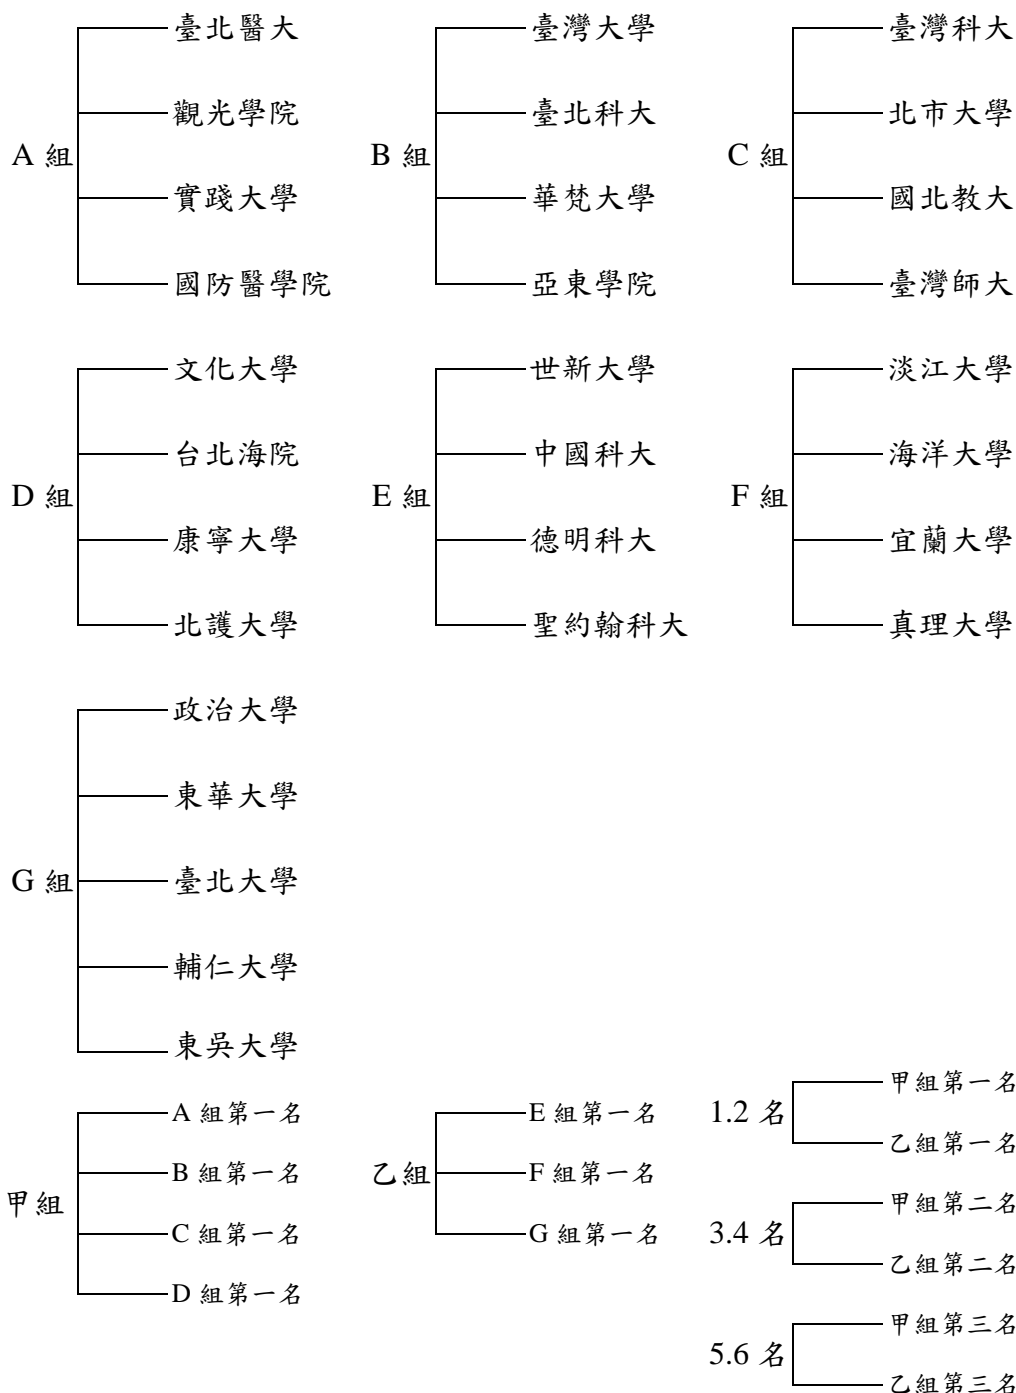 A 組
臺北醫大
觀光學院
實踐大學
國防醫學院
B 組
臺灣大學
臺北科大
華梵大學
亞東學院
C 組
臺灣科大
北市大學
國北教大
臺灣師大
D 組
文化大學
台北海院
康寧大學
北護大學
E 組
世新大學
中國科大
德明科大
聖約翰科大
F 組
淡江大學
海洋大學
宜蘭大學
真理大學
G 組
政治大學
東華大學
臺北大學
輔仁大學
東吳大學
甲組
A 組第一名
B 組第一名
C 組第一名
D 組第一名
乙組
E 組第一名
F 組第一名
G 組第一名
1.2 名
甲組第一名
乙組第一名
3.4 名
甲組第二名
乙組第二名
5.6 名
甲組第三名
乙組第三名